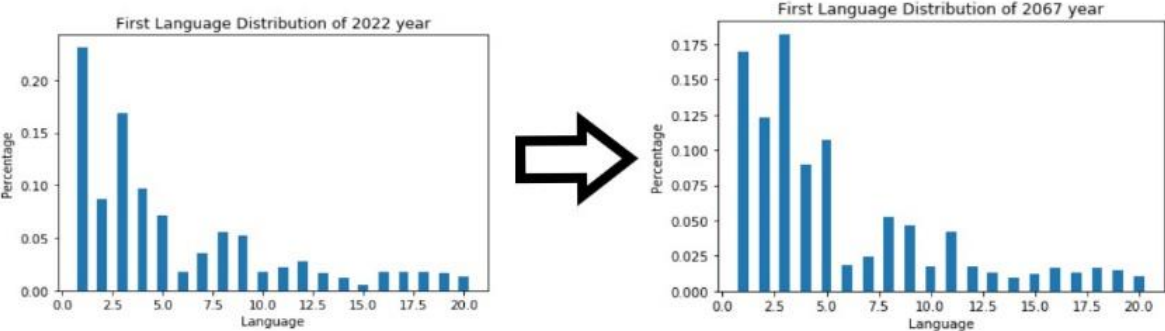 First Language Distribution of 2022 year
0.20
0.15
0.10
0.05
0.00
Percentage
0.0 2.5 5.0 7.5 10.0 12.5 15.0 17.5 20.0
Language
First Language Distribution of 2067 year
0.175
0.150
0.125
0.100
0.075
0.050
0.025
0.000
Percentage
0.0 2.5 5.0 7.5 10.0 12.5 15.0 17.5 20.0
Language